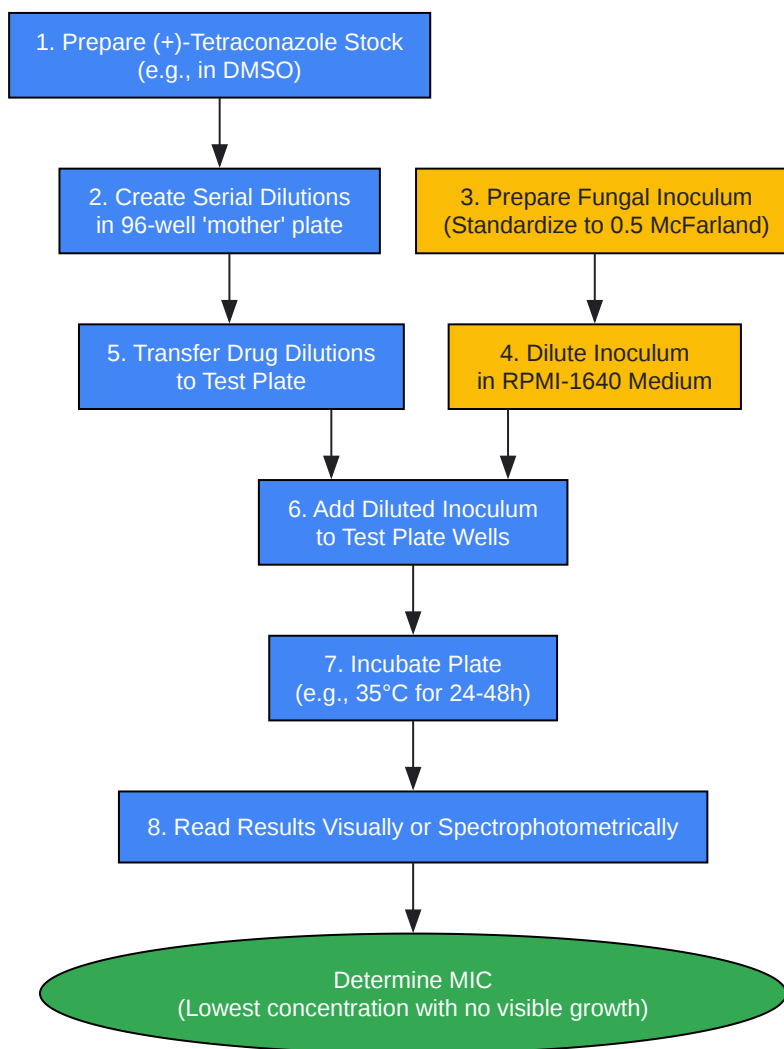 1. Prepare (+)-Tetraconazole Stock
(e.g., in DMSO)
2. Create Serial Dilutions
in 96-well 'mother' plate
3. Prepare Fungal Inoculum
(Standardize to 0.5 McFarland)
5. Transfer Drug Dilutions
to Test Plate
4. Dilute Inoculum
in RPMI-1640 Medium
6. Add Diluted Inoculum
to Test Plate Wells
7. Incubate Plate
(e.g., 35°C for 24-48h)
8. Read Results Visually or Spectrophotometrically
Determine MIC
(Lowest concentration with no visible growth)